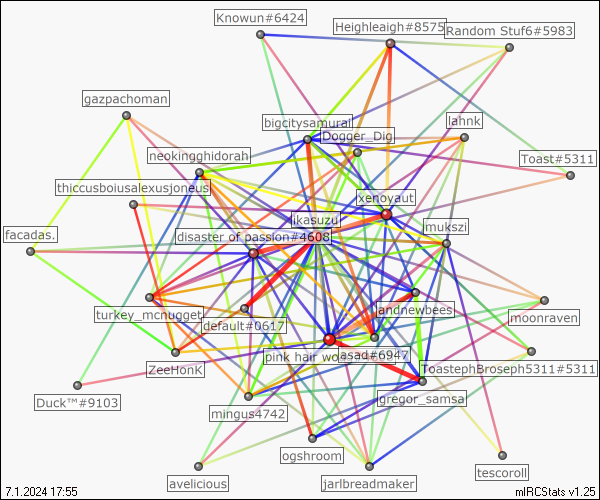 Knowun#6424
Heighleaigh#8575
Random Stuf6#5983
gazpachoman
bigcitysamurai
lahnk
Dogger_Dig
neokingghidorah
Toast#5311
thiccusboiusalexusjoneusi
xenoyaut
ikasuzu
mukszi
facadas.
disaster of passion#4608
turkey_mcnugget
default#0617
andnewbees
moonraven
pink hair wo
asad#6947
ZeeHonK
ToastephBroseph5311#5311
Duck™#9103
mingus4742
gregor_samsa
ogshroom
avelicious
jarlbreadmaker
tescoroll
7.1.2024 17:55
mIRCStats v1.25